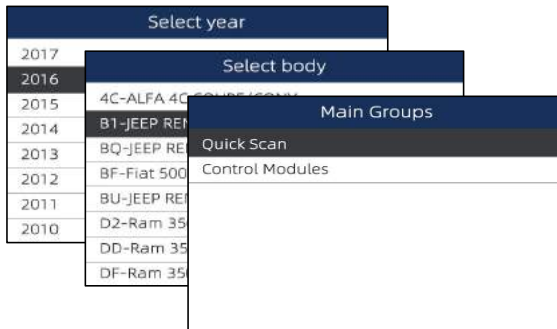 Select year
2017
2016
2015
2014
2013
2012
2011
2010
Select body
4C-ALFA 4C
B1-JEEP
BQ-JEEP
BF-Fiat 500
BU-JEEP
D2-Ram
DD-Ram
DF-Ram
Main Groups
Quick Scan
Control Modules